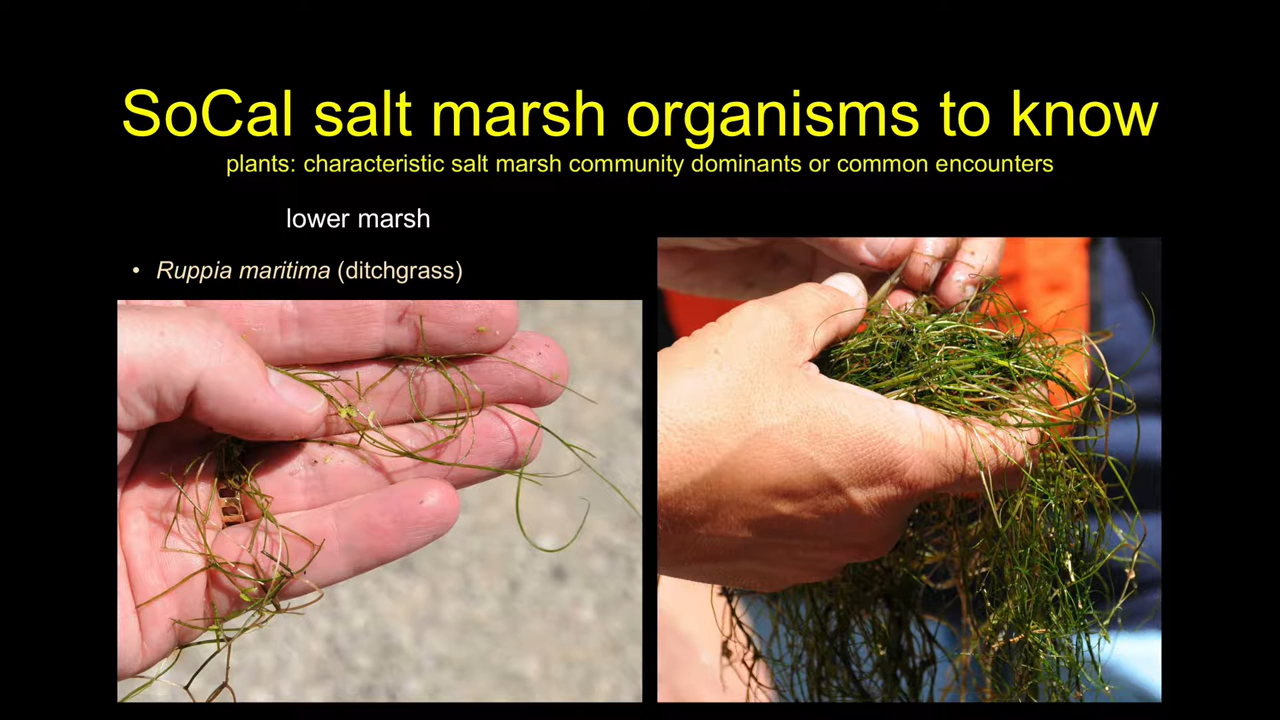 SoCal salt marsh organisms to know
plants: characteristic salt marsh community dominants or common encounters
lower marsh
• Ruppia maritima (ditchgrass)